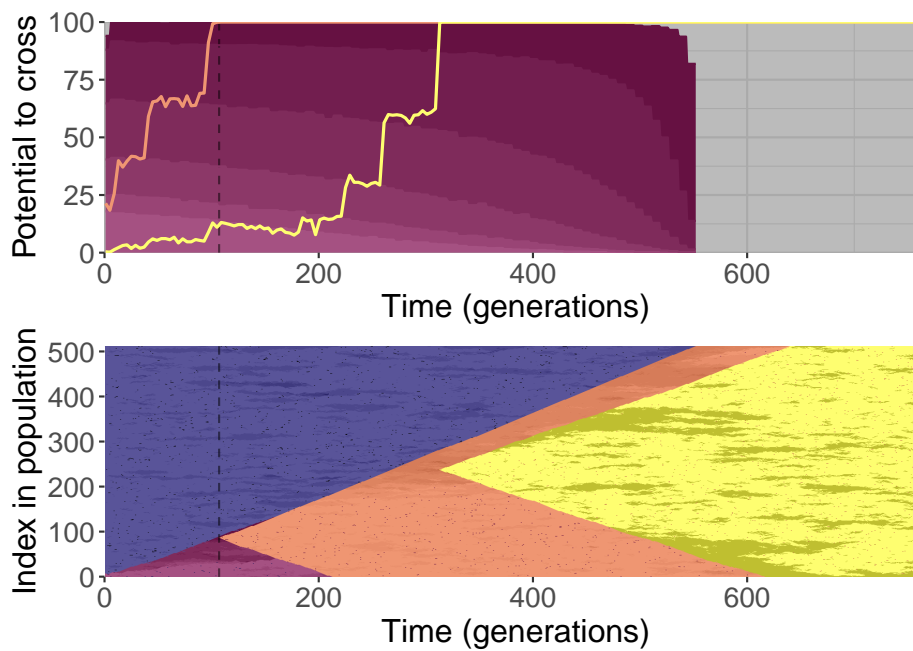 100
75
50
25
0
Potential to cross
0 200 400 600
Time (generations)
500
400
300
200
100
0
Index in population
0 200 400 600
Time (generations)